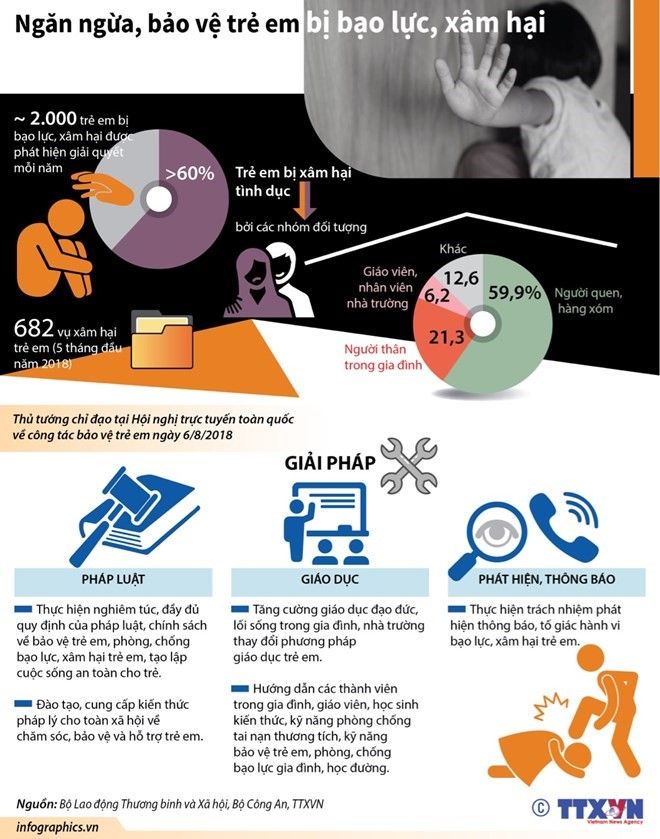 Ngăn ngừa, bảo vệ trẻ em bị bạo lực, xâm hại
~ 2.000 trẻ em bị
bạo lực, xâm hại được
phát hiện giải quyết
mỗi năm
>60%
Trẻ em bị xâm hại
tình dục
bởi các nhóm đối tượng
Khác
12,6
Giáo viên,
nhân viên
nhà trường
6,2
59,9%
Người quen,
hàng xóm
21,3
Người thân
trong gia đình
682 vụ xâm hại
trẻ em (5 tháng đầu
năm 2018)
Thủ tướng chỉ đạo tại Hội nghị trực tuyến toàn quốc
về công tác bảo vệ trẻ em ngày 6/8/2018
GIẢI PHÁP
PHÁP LUẬT
Thực hiện nghiêm túc, đầy đủ
quy định của pháp luật, chính sách
về bảo vệ trẻ em, phòng, chống
bạo lực, xâm hại trẻ em, tạo lập
cuộc sống an toàn cho trẻ.
Đào tạo, cung cấp kiến thức
pháp lý cho toàn xã hội về
chăm sóc, bảo vệ và hỗ trợ trẻ em.
GIÁO DỤC
Tăng cường giáo dục đạo đức,
lối sống trong gia đình, nhà trường
thay đổi phương pháp
giáo dục trẻ em.
Hướng dẫn các thành viên
trong gia đình, giáo viên, học sinh
kiến thức, kỹ năng phòng chống
tai nạn thương tích, kỹ năng
bảo vệ trẻ em, phòng, chống
bạo lực gia đình, học đường.
PHÁT HIỆN, THÔNG BÁO
Thực hiện trách nhiệm phát
hiện thông báo, tố giác hành vi
bạo lực, xâm hại trẻ em.
Nguồn: Bộ Lao động Thương binh và Xã hội, Bộ Công An, TTXVN
© TTXVN
Vietnam News Agency
infographics.vn